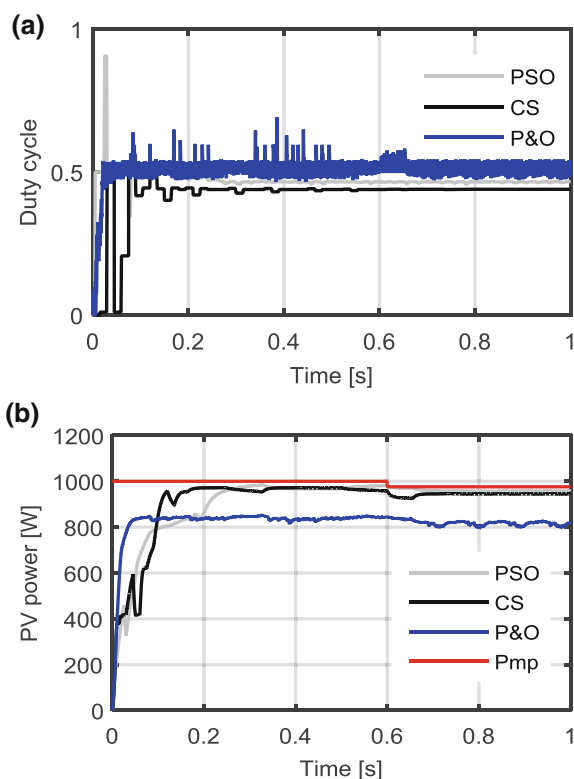 (a)
1
0.5
0
Duty cycle
PSO
CS
P&O
0 0.2 0.4 0.6 0.8 1
Time [s]
(b)
1200
1000
800
600
400
200
0
PV power [W]
PSO
CS
P&O
Pmp
0 0.2 0.4 0.6 0.8 1
Time [s]